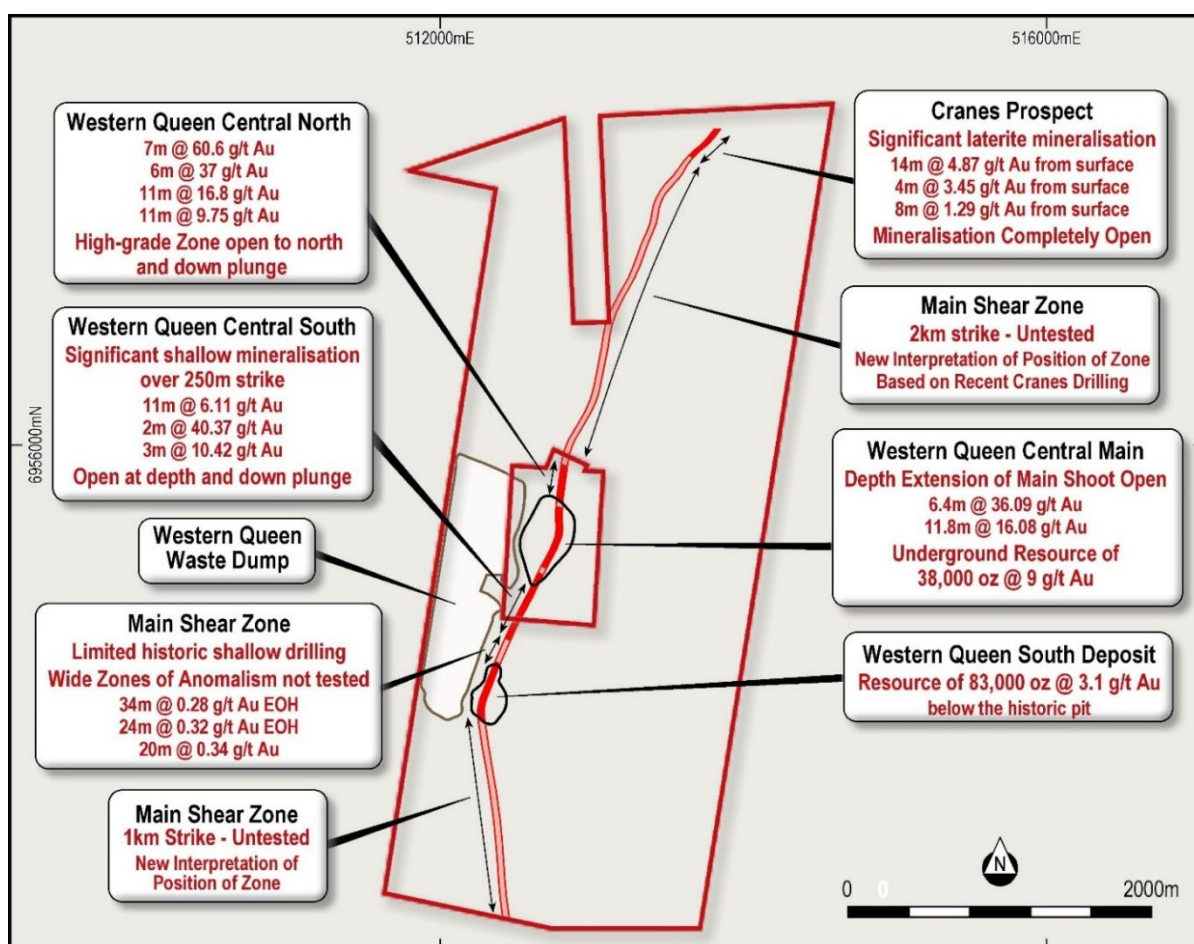 512000mE
516000mE
6956000mN
Western Queen Central North
7m @ 60.6 g/t Au
6m @ 37 g/t Au
11m @ 16.8 g/t Au
11m @ 9.75 g/t Au
High-grade Zone open to north
and down plunge
Western Queen Central South
Significant shallow mineralisation
over 250m strike
11m @ 6.11 g/t Au
2m @ 40.37 g/t Au
3m @ 10.42 g/t Au
Open at depth and down plunge
Western Queen
Waste Dump
Main Shear Zone
Limited historic shallow drilling
Wide Zones of Anomalism not tested
34m @ 0.28 g/t Au EOH
24m @ 0.32 g/t Au EOH
20m @ 0.34 g/t Au
Main Shear Zone
1km Strike - Untested
New Interpretation of
Position of Zone
Cranes Prospect
Significant laterite mineralisation
14m @ 4.87 g/t Au from surface
4m @ 3.45 g/t Au from surface
8m @ 1.29 g/t Au from surface
Mineralisation Completely Open
Main Shear Zone
2km strike - Untested
New Interpretation of Position of Zone
Based on Recent Cranes Drilling
Western Queen Central Main
Depth Extension of Main Shoot Open
6.4m @ 36.09 g/t Au
11.8m @ 16.08 g/t Au
Underground Resource of
38,000 oz @ 9 g/t Au
Western Queen South Deposit
Resource of 83,000 oz @ 3.1 g/t Au
below the historic pit
N
0 0 2000m